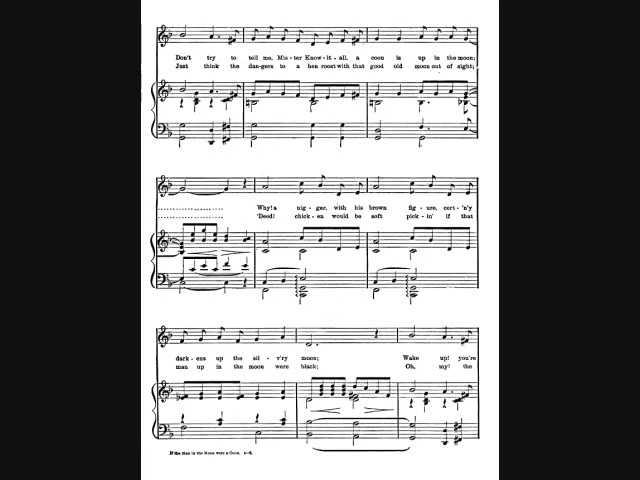 Don't try to tell me, Mis - ter Know - it - all, a coon is up in the moon;
Just think the dan-gers to a hen roost with that good old moon out of sight;
Why! a nig - ger, with his brown fig - ure, cert - 'n'y
'Deed! chick - en would be soft pick - in' if that
dark - ens up the sil - v'ry moon; Wake up! you're
man up in the moon were black; Oh, my! the
If the Man in the Moon were a Coon.